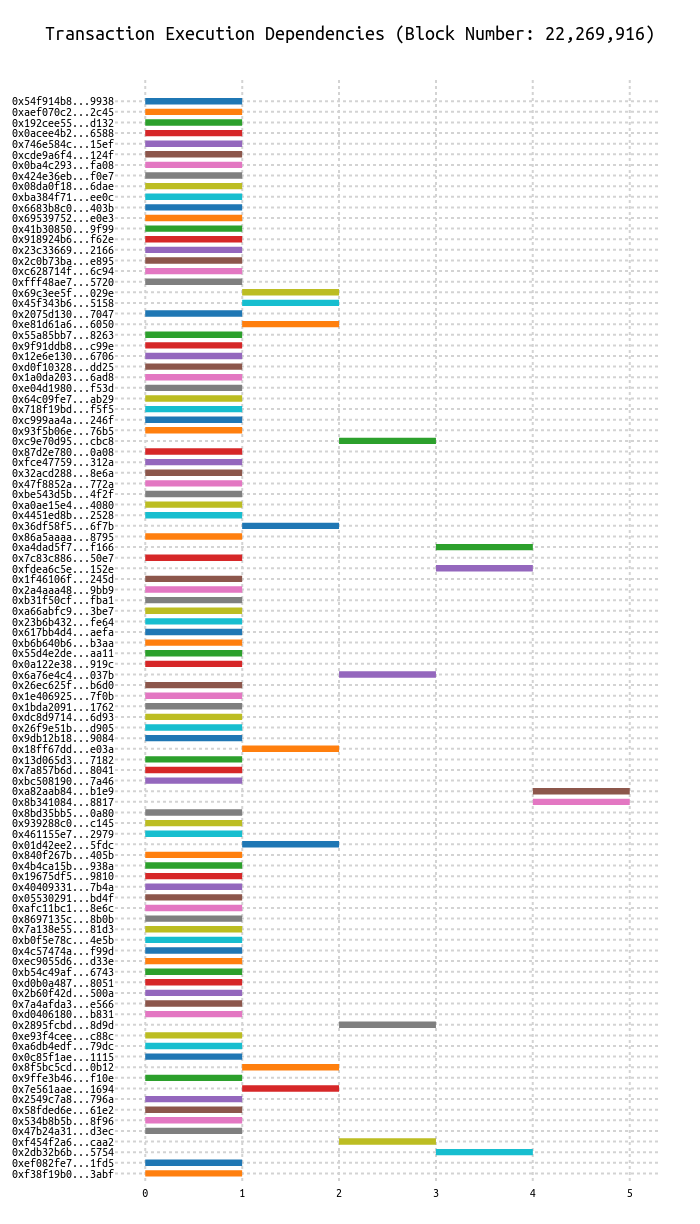 Transaction Execution Dependencies (Block Number: 22,269,916)
0x54f914b8...9938
0xaef070c2...2c45
0x192cee55...d132
0x0acee4b2...6588
0x746e584c...15ef
0xcde9a6f4...124f
0x0ba4c293...fa08
0x424e36eb...f0e7
0x08da0f18...6dae
0xba384f71...ee0c
0x6683b8c0...403b
0x69539752...e0e3
0x41b30850...9f99
0x918924b6...f62e
0x23c33669...2166
0x2c0b73ba...e895
0xc628714f...6c94
0xfff48ae7...5720
0x69c3ee5f...029e
0x45f343b6...5158
0x2075d130...7047
0xe81d61a6...6050
0x55a85bb7...8263
0x9f91ddb8...c99e
0x12e6e130...6706
0xd0f10328...dd25
0x1a0da203...6ad8
0xe04d1980...f53d
0x64c09fe7...ab29
0x718f19bd...f5f5
0xc999aa4a...246f
0x93f5b06e...76b5
0xc9e70d95...cbc8
0x87d2e780...0a08
0xfce47759...312a
0x32acd288...8e6a
0x47f8852a...772a
0xbe543d5b...4f2f
0xa0ae15e4...4080
0x4451ed8b...2528
0x36df58f5...6f7b
0x86a5aaaa...8795
0xa4dad5f7...f166
0x7c83c886...50e7
0xfdea6c5e...152e
0x1f46106f...245d
0x2a4aaa48...9bb9
0xb31f50cf...fba1
0xa66abfc9...3be7
0x23b6b432...fe64
0x617bb4d4...aefa
0xb6b640b6...b3aa
0x55d4e2de...aa11
0x0a122e38...919c
0x6a76e4c4...037b
0x26ec625f...b6d0
0x1e406925...7f0b
0x1bda2091...1762
0xdc8d9714...6d93
0x26f9e51b...d905
0x9db12b18...9084
0x18ff67dd...e03a
0x13d065d3...7182
0x7a857b6d...8041
0xbc508190...7a46
0xa82aab84...b1e9
0x8b341084...8817
0x8bd35bb5...0a80
0x939288c0...c145
0x461155e7...2979
0x01d42ee2...5fdc
0x840f267b...405b
0x4b4ca15b...938a
0x19675df5...9810
0x40409331...7b4a
0x05530291...bd4f
0xafc11bc1...8e6c
0x8697135c...8b0b
0x7a138e55...81d3
0xb0f5e78c...4e5b
0x4c57474a...f99d
0xec9055d6...d33e
0xb54c49af...6743
0xd0b0a487...8051
0x2b60f42d...500a
0x7a4afda3...e566
0xd0406180...b831
0x2895fcbd...8d9d
0xe93f4cee...c88c
0xa6db4edf...79dc
0x0c85f1ae...1115
0x8f5bc5cd...0b12
0x9ffe3b46...f10e
0x7e561aae...1694
0x2549c7a8...796a
0x58fded6e...61e2
0x534b8b5b...8f96
0x47b24a31...d3ec
0xf454f2a6...caa2
0x2db32b6b...5754
0xef082fe7...1fd5
0xf38f19b0...3abf
0 1 2 3 4 5